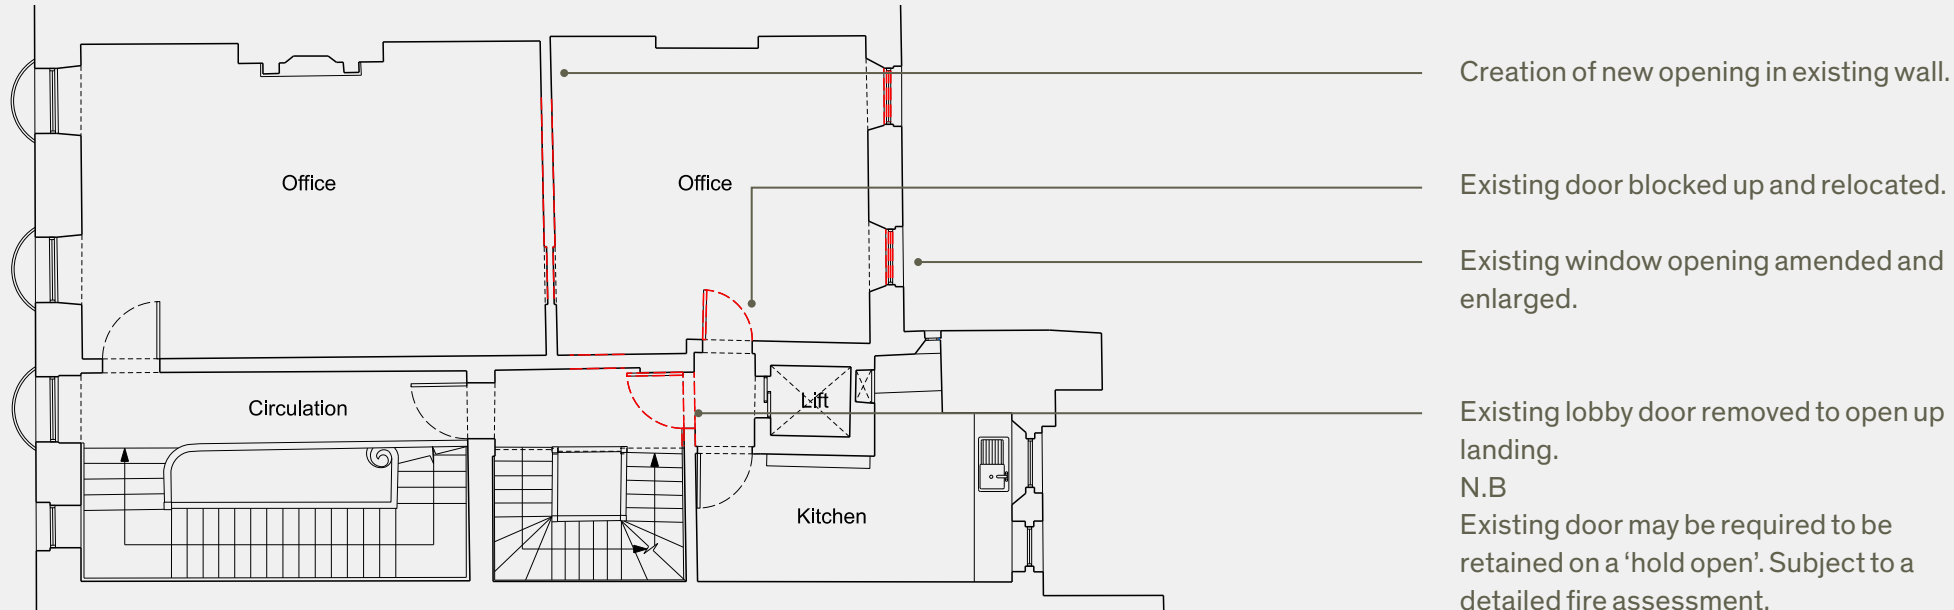 Creation of new opening in existing wall.
Office
Office
Existing door blocked up and relocated.
Existing window opening amended and
enlarged.
Circulation
Lift
Existing lobby door removed to open up
landing.
N.B
Kitchen
Existing door may be required to be
retained on a ‘hold open’. Subject to a
detailed fire assessment.